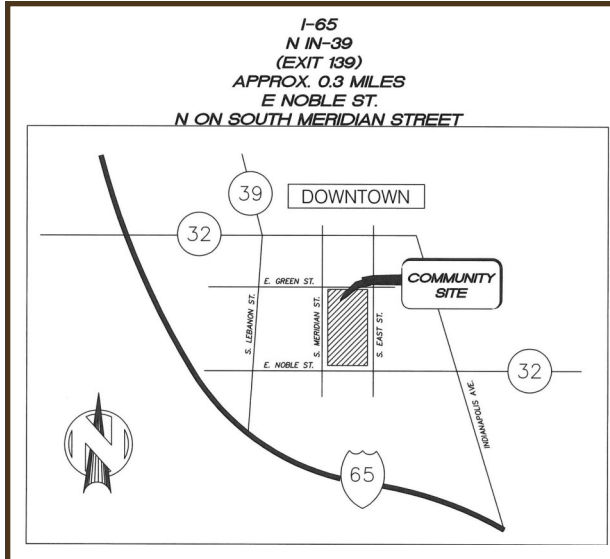 I-65
N IN-39
(EXIT 139)
APPROX. 0.3 MILES
E NOBLE ST.
N ON SOUTH MERIDIAN STREET
39
DOWNTOWN
32
E. GREEN ST.
COMMUNITY
SITE
S. LEBANON ST.
S. MERIDIAN ST.
S. EAST ST.
E. NOBLE ST.
32
INDIANAPOLIS AVE.
N
65